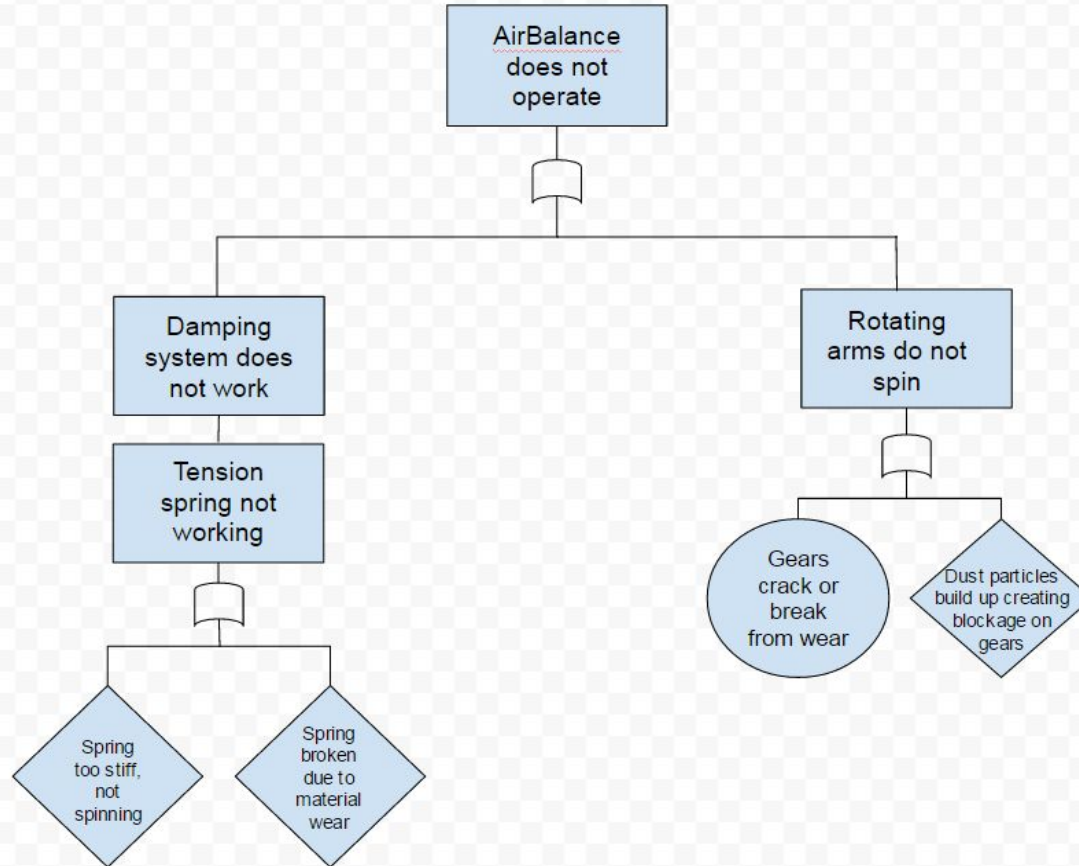 AirBalance
does not
operate
Damping
system does
not work
Rotating
arms do not
spin
Tension
spring not
working
Gears
crack or
break
from wear
Dust particles
build up creating
blockage on
gears
Spring
too stiff,
not
spinning
Spring
broken
due to
material
wear